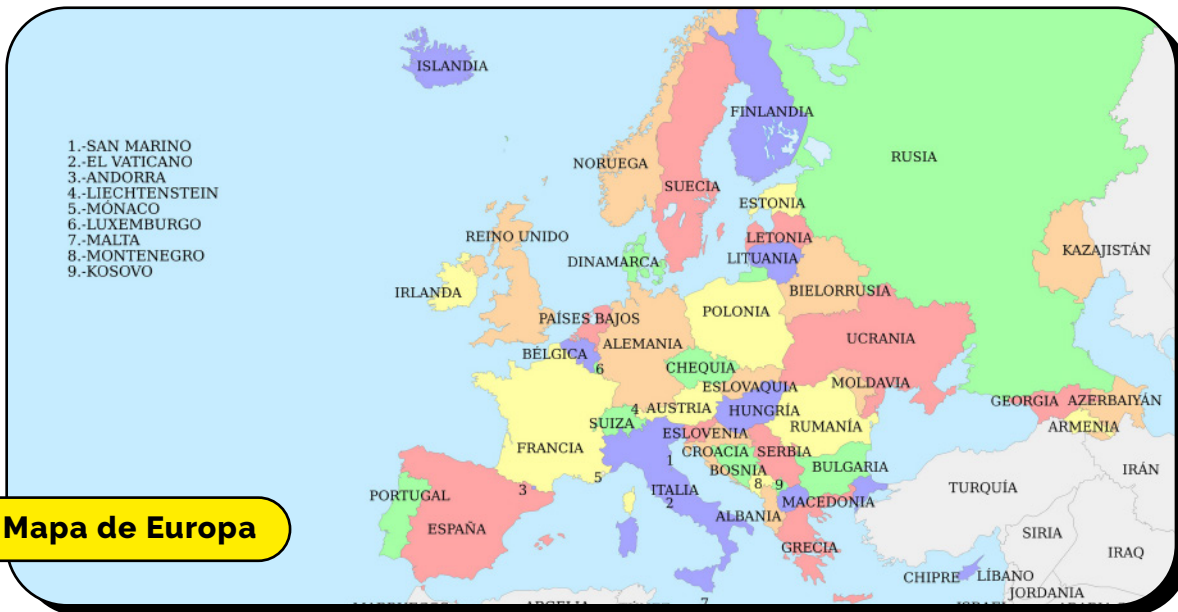 ISLANDIA
1.-SAN MARINO
2.-EL VATICANO
3.-ANDORRA
4.-LIECHTENSTEIN
5.-MÓNACO
6.-LUXEMBURGO
7.-MALTA
8.-MONTENEGRO
9.-KOSOVO
FINLANDIA
RUSIA
NORUEGA
SUECIA
ESTONIA
REINO UNIDO
LETONIA
KAZAJISTÁN
DINAMARCA
LITUANIA
IRLANDA
BIELORRUSIA
POLONIA
PAÍSES BAJOS
ALEMANIA
UCRANIA
BÉLGICA
6
CHEQUIA
ESLOVAQUIA
MOLDAVIA
GEORGIA
AZERBAIYÁN
4
AUSTRIA
HUNGRÍA
SUIZA
RUMANÍA
ARMENIA
ESLOVENIA
FRANCIA
CROACIA
SERBIA
1
BOSNIA
BULGARIA
IRÁN
5
8
9
3
ITALIA
TURQUÍA
PORTUGAL
2
MACEDONIA
ALBANIA
ESPAÑA
Mapa de Europa
SIRIA
GRECIA
IRAQ
CHIPRE
LÍBANO
JORDANIA
7
ARGELIA